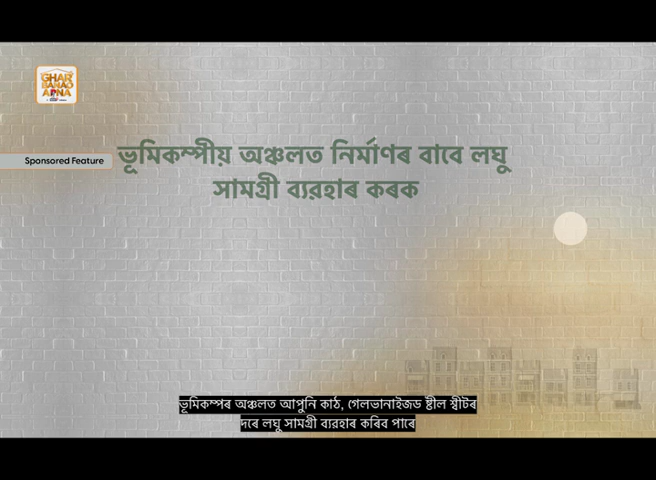 GHAR
BANAO
APNA
ভূমিকম্পীয় অঞ্চলত নিৰ্মাণৰ বাবে লঘু
Sponsored Feature
সামগ্ৰী ব্যৱহাৰ কৰক
ভূমিকম্পৰ অঞ্চলত আপুনি কাঠ, গেলভানাইজড ষ্টীল শ্বীটৰ
দৰে লঘু সামগ্ৰী ব্যৱহাৰ কৰিব পাৰে